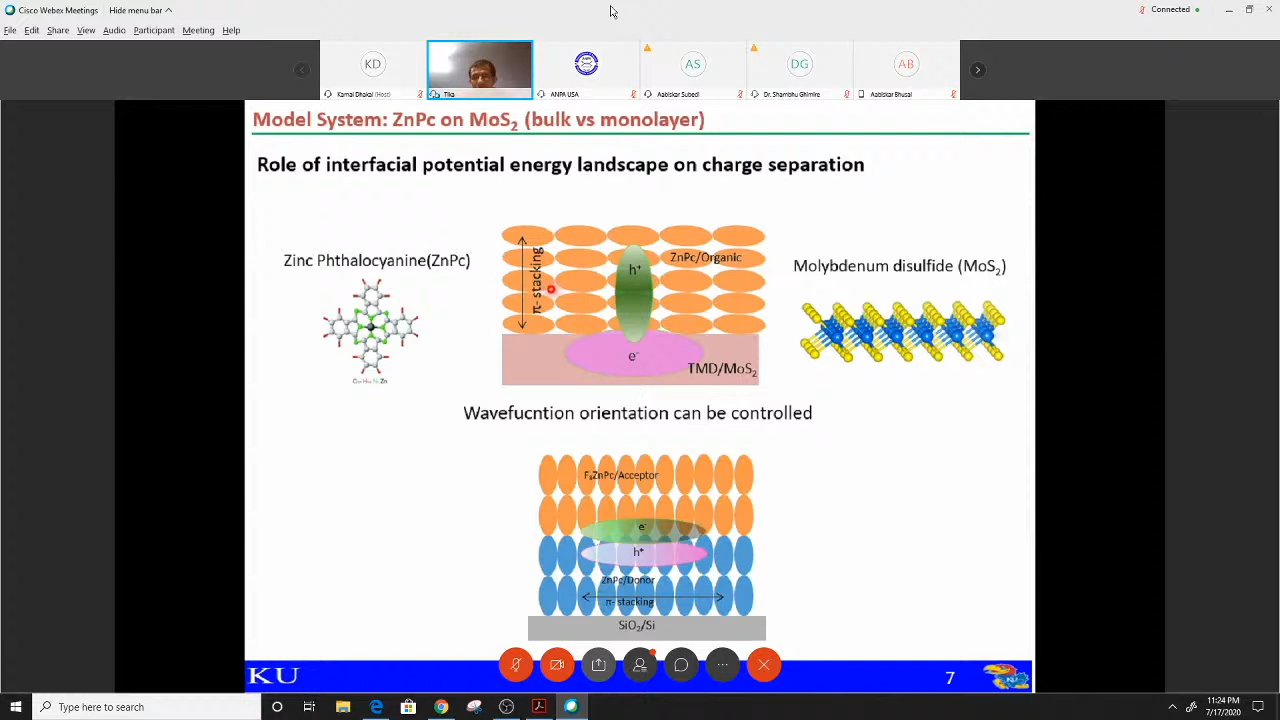 Cisco Webex Meetings
Hide menu bar
Connected
File Edit Share View Audio Participant Meeting Help
KD
AS
DG
AB
Kamal Dhakal (Host)
Tika
ANPA USA
Aabiskar Subedi
Dr. Shambhu Ghimire
Aabiskar Bhusal
Model System: ZnPc on MoS₂ (bulk vs monolayer)
Role of interfacial potential energy landscape on charge separation
Zinc Phthalocyanine(ZnPc)
π- stacking
h⁺
ZnPc/Organic
e⁻
TMD/MoS₂
Molybdenum disulfide (MoS₂)
Wavefucntion orientation can be controlled
F₈ZnPc/Acceptor
e⁻
h⁺
ZnPc/Donor
π- stacking
SiO₂/Si
KU
7
KU
Type here to search
11:24 PM
7/17/2020